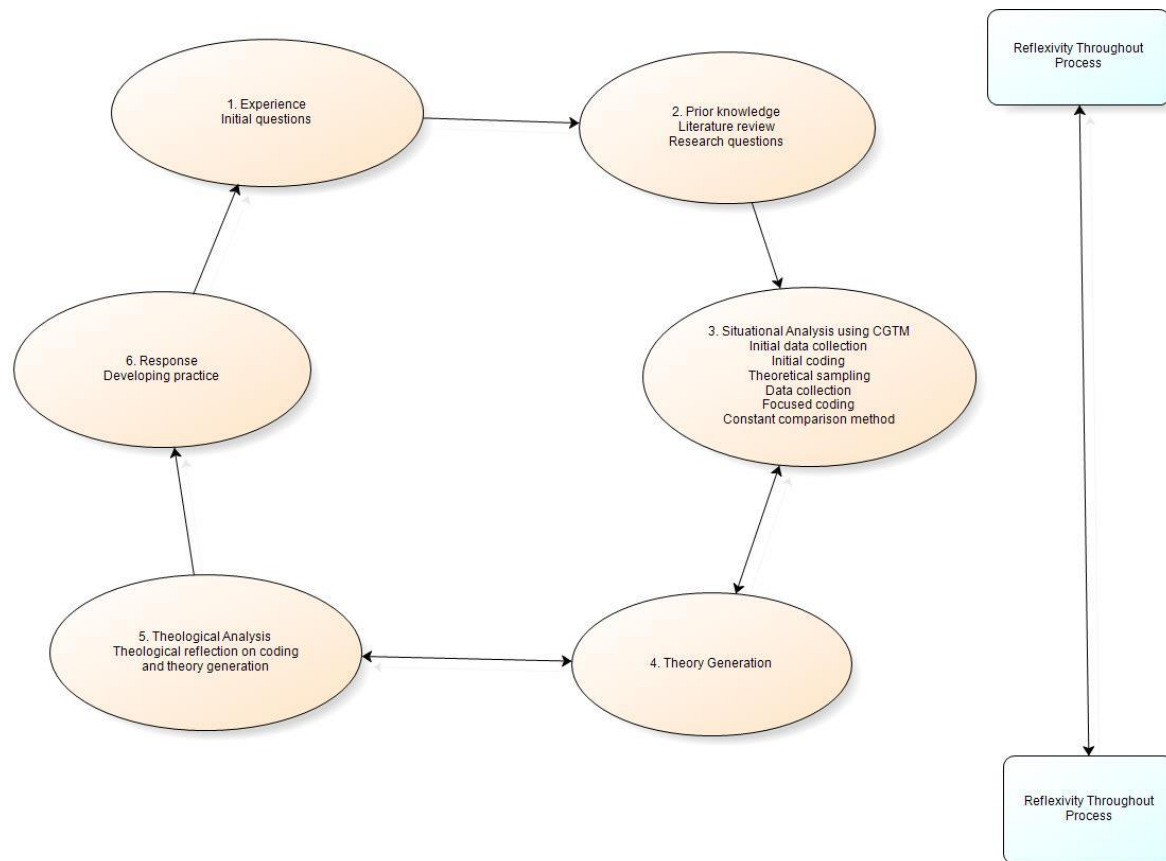 1. Experience
Initial questions
2. Prior knowledge
Literature review
Research questions
3. Situational Analysis using CGTM
Initial data collection
Initial coding
Theoretical sampling
Data collection
Focused coding
Constant comparison method
4. Theory Generation
5. Theological Analysis
Theological reflection on coding
and theory generation
6. Response
Developing practice
Reflexivity Throughout
Process
Reflexivity Throughout
Process